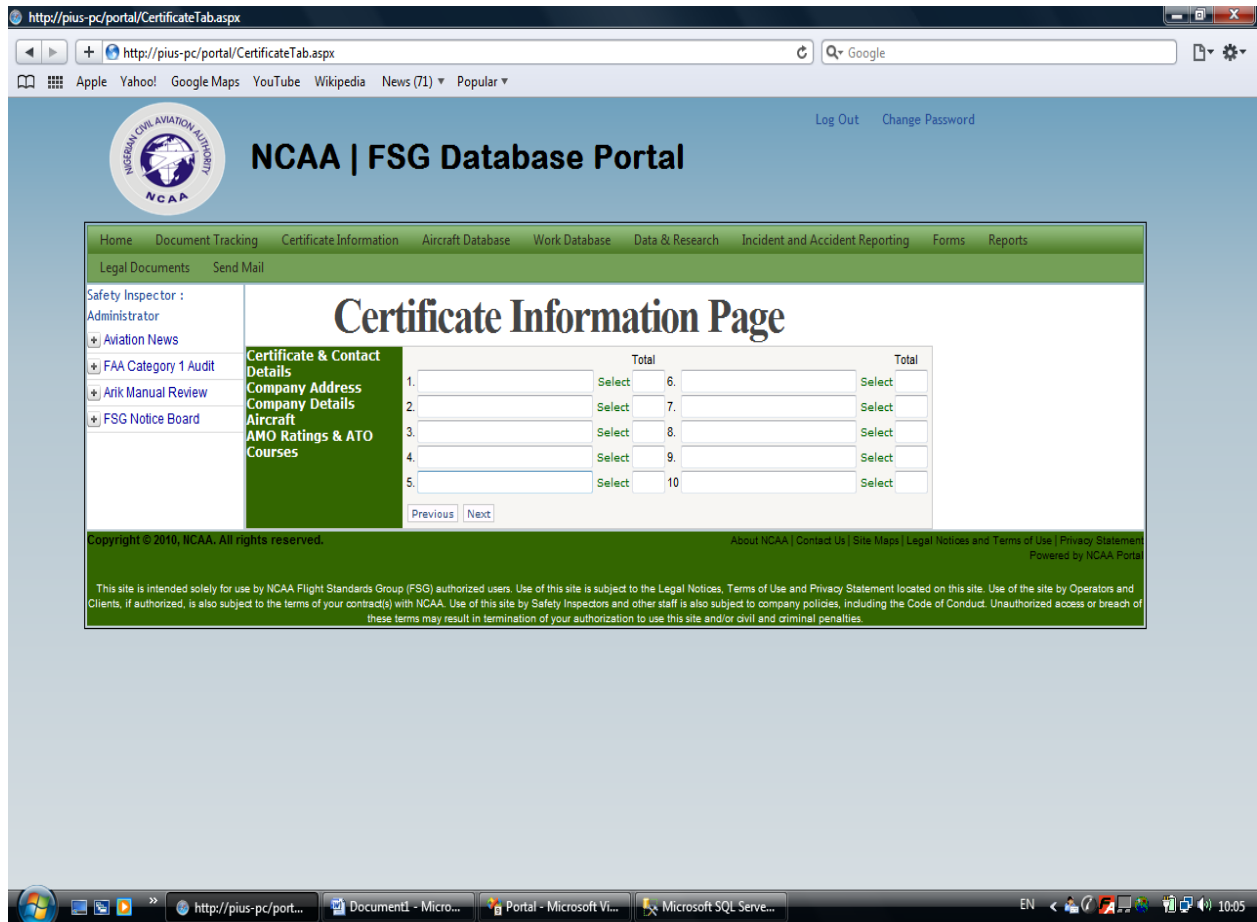 http://pius-pc/portal/CertificateTab.aspx
http://pius-pc/portal/CertificateTab.aspx
Google
Apple Yahoo! Google Maps YouTube Wikipedia News (71) Popular
NIGERIAN CIVIL AVIATION AUTHORITY
NCAA
NCAA | FSG Database Portal
Log Out Change Password
Home Document Tracking Certificate Information Aircraft Database Work Database Data & Research Incident and Accident Reporting Forms Reports
Legal Documents Send Mail
Safety Inspector :
Administrator
Aviation News
FAA Category 1 Audit
Arik Manual Review
FSG Notice Board
Certificate Information Page
Certificate & Contact
Details
Company Address
Company Details
Aircraft
AMO Ratings & ATO
Courses
Total Total
1. Select 6. Select
2. Select 7. Select
3. Select 8. Select
4. Select 9. Select
5. Select 10 Select
Previous Next
Copyright © 2010, NCAA. All rights reserved.
About NCAA | Contact Us | Site Maps | Legal Notices and Terms of Use | Privacy Statement
Powered by NCAA Portal
This site is intended solely for use by NCAA Flight Standards Group (FSG) authorized users. Use of this site is subject to the Legal Notices, Terms of Use and Privacy Statement located on this site. Use of the site by Operators and
Clients, if authorized, is also subject to the terms of your contract(s) with NCAA. Use of this site by Safety Inspectors and other staff is also subject to company policies, including the Code of Conduct. Unauthorized access or breach of
these terms may result in termination of your authorization to use this site and/or civil and criminal penalties.
http://pius-pc/port... Document1 - Micro... Portal - Microsoft Vi... Microsoft SQL Serve... EN 10:05